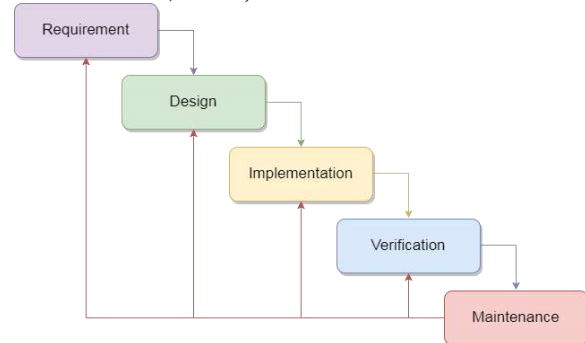 Requirement
Design
Implementation
Verification
Maintenance